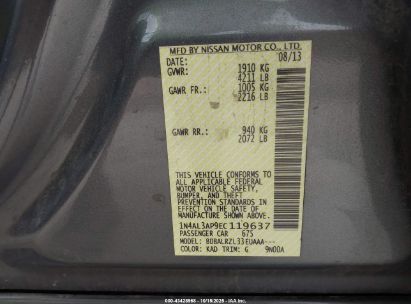 MFD BY NISSAN MOTOR CO., LTD.
DATE: 08/13
GVWR: 1910 KG
4211 LB
GAWR FR.: 1005 KG
2216 LB
GAWR RR: 940 KG
2072 LB
THIS VEHICLE CONFORMS
TO ALL APPLICABLE FEDERAL
MOTOR VEHICLE SAFETY,
BUMPER, AND THEFT
PREVENTION STANDARDS IN
EFFECT ON THE DATE OF
MANUFACTURE SHOWN ABOVE.
1N4AL3AP9EC119637
PASSENGER CAR 675
MODEL: BDBALRZL33EUAAA---
COLOR: KAD TRIM: G 9N00A